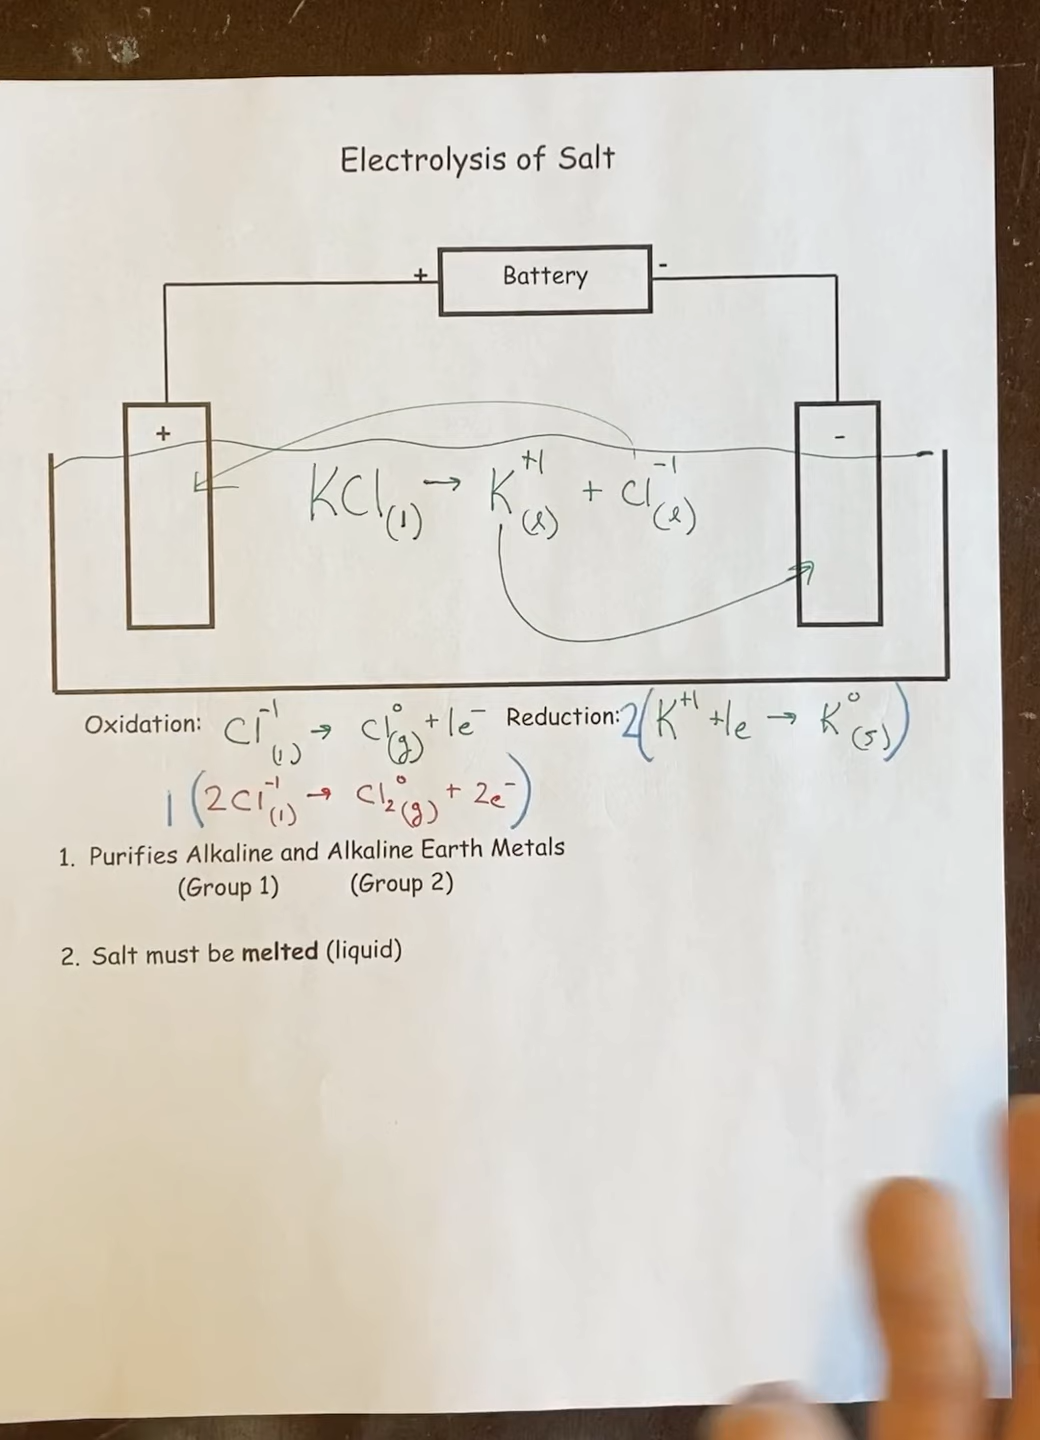 Electrolysis of Salt
+ Battery -
+ -
KCl(l) → K⁺¹(l) + Cl⁻¹(l)
Oxidation: Cl⁻¹(l) → Cl⁰(g) + 1e⁻ Reduction: 2(K⁺¹ + 1e → K⁰(s))
1(2Cl⁻¹(l) → Cl₂⁰(g) + 2e⁻)
1. Purifies Alkaline and Alkaline Earth Metals
(Group 1) (Group 2)
2. Salt must be melted (liquid)